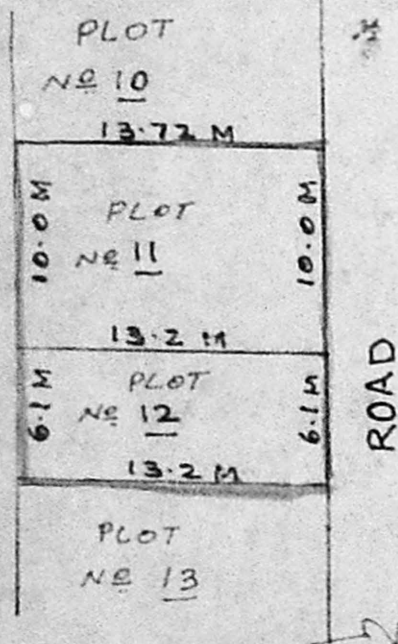 PLOT
Nº 10
13.72 M
10.0 M
PLOT
Nº 11
10.0 M
13.2 M
6.1 M
PLOT
Nº 12
6.1 M
13.2 M
ROAD
PLOT
Nº 13